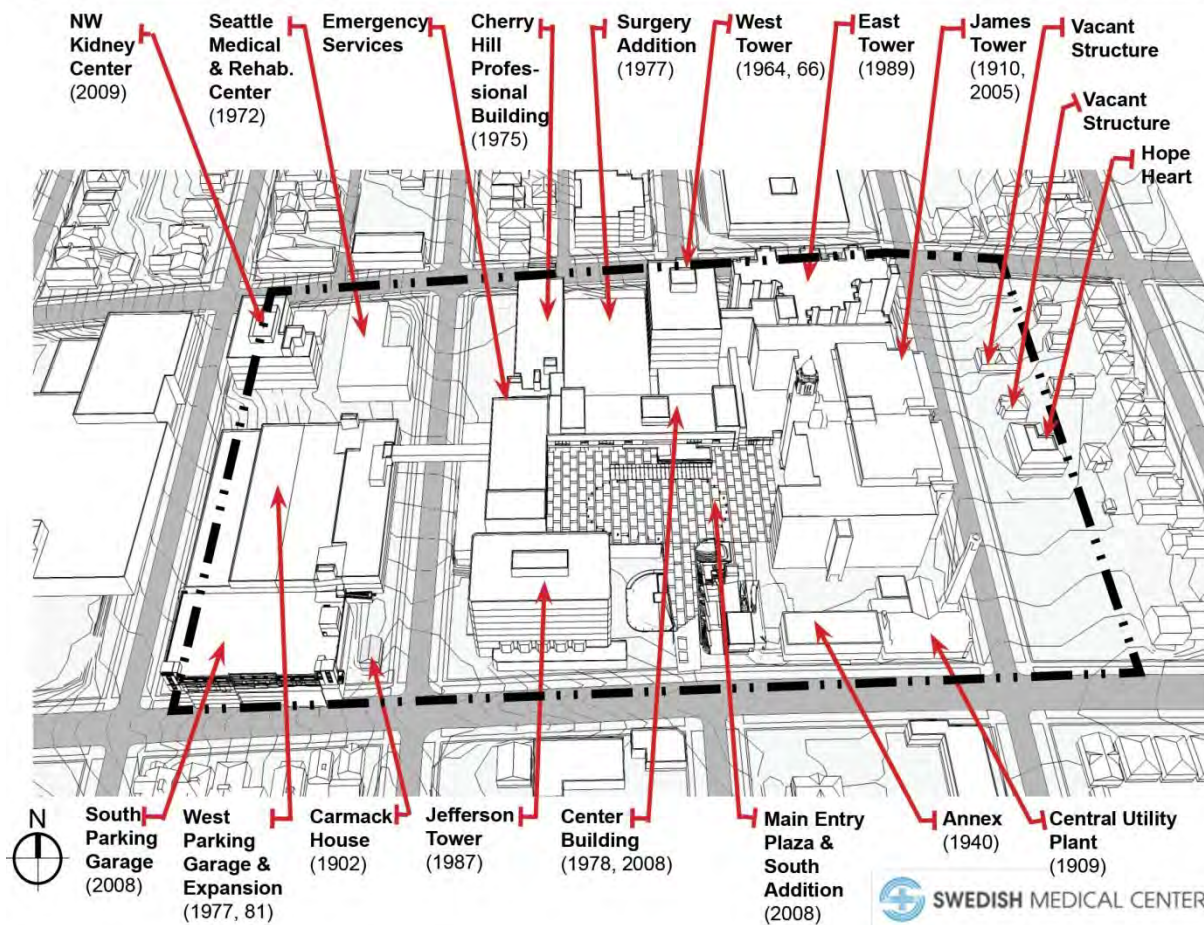 NW
Kidney
Center
(2009)
Seattle
Medical
& Rehab.
Center
(1972)
Emergency
Services
Cherry
Hill
Profes-
sional
Building
(1975)
Surgery
Addition
(1977)
West
Tower
(1964, 66)
East
Tower
(1989)
James
Tower
(1910,
2005)
Vacant
Structure
Vacant
Structure
Hope
Heart
N
South
Parking
Garage
(2008)
West
Parking
Garage &
Expansion
(1977, 81)
Carmack
House
(1902)
Jefferson
Tower
(1987)
Center
Building
(1978, 2008)
Main Entry
Plaza &
South
Addition
(2008)
Annex
(1940)
Central Utility
Plant
(1909)
SWEDISH MEDICAL CENTER